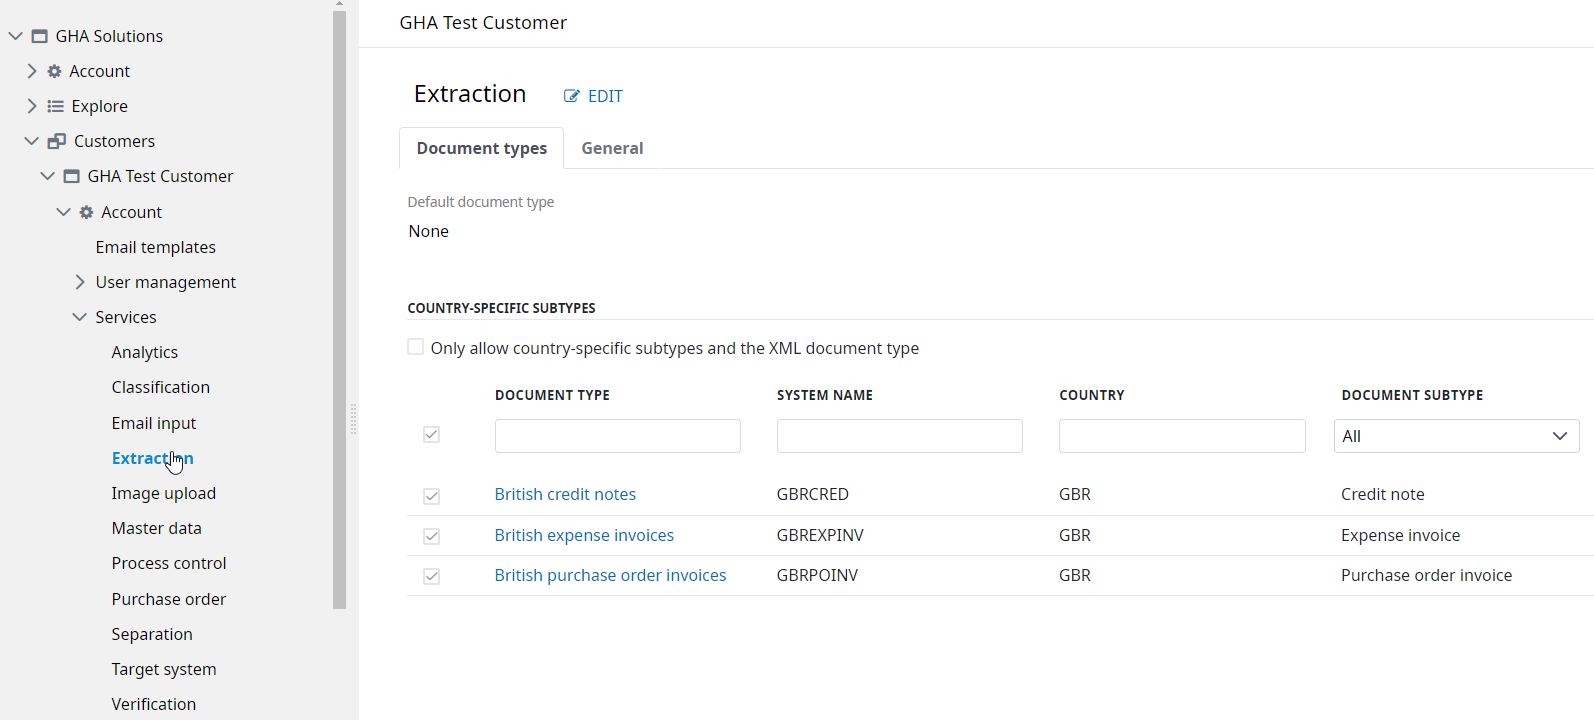 GHA Solutions
Account
Explore
Customers
GHA Test Customer
Account
Email templates
User management
Services
Analytics
Classification
Email input
Extraction
Image upload
Master data
Process control
Purchase order
Separation
Target system
Verification
GHA Test Customer
Extraction EDIT
Document types General
Default document type
None
COUNTRY-SPECIFIC SUBTYPES
Only allow country-specific subtypes and the XML document type
DOCUMENT TYPE SYSTEM NAME COUNTRY DOCUMENT SUBTYPE
All
British credit notes GBRCRED GBR Credit note
British expense invoices GBREXPINV GBR Expense invoice
British purchase order invoices GBRPOINV GBR Purchase order invoice